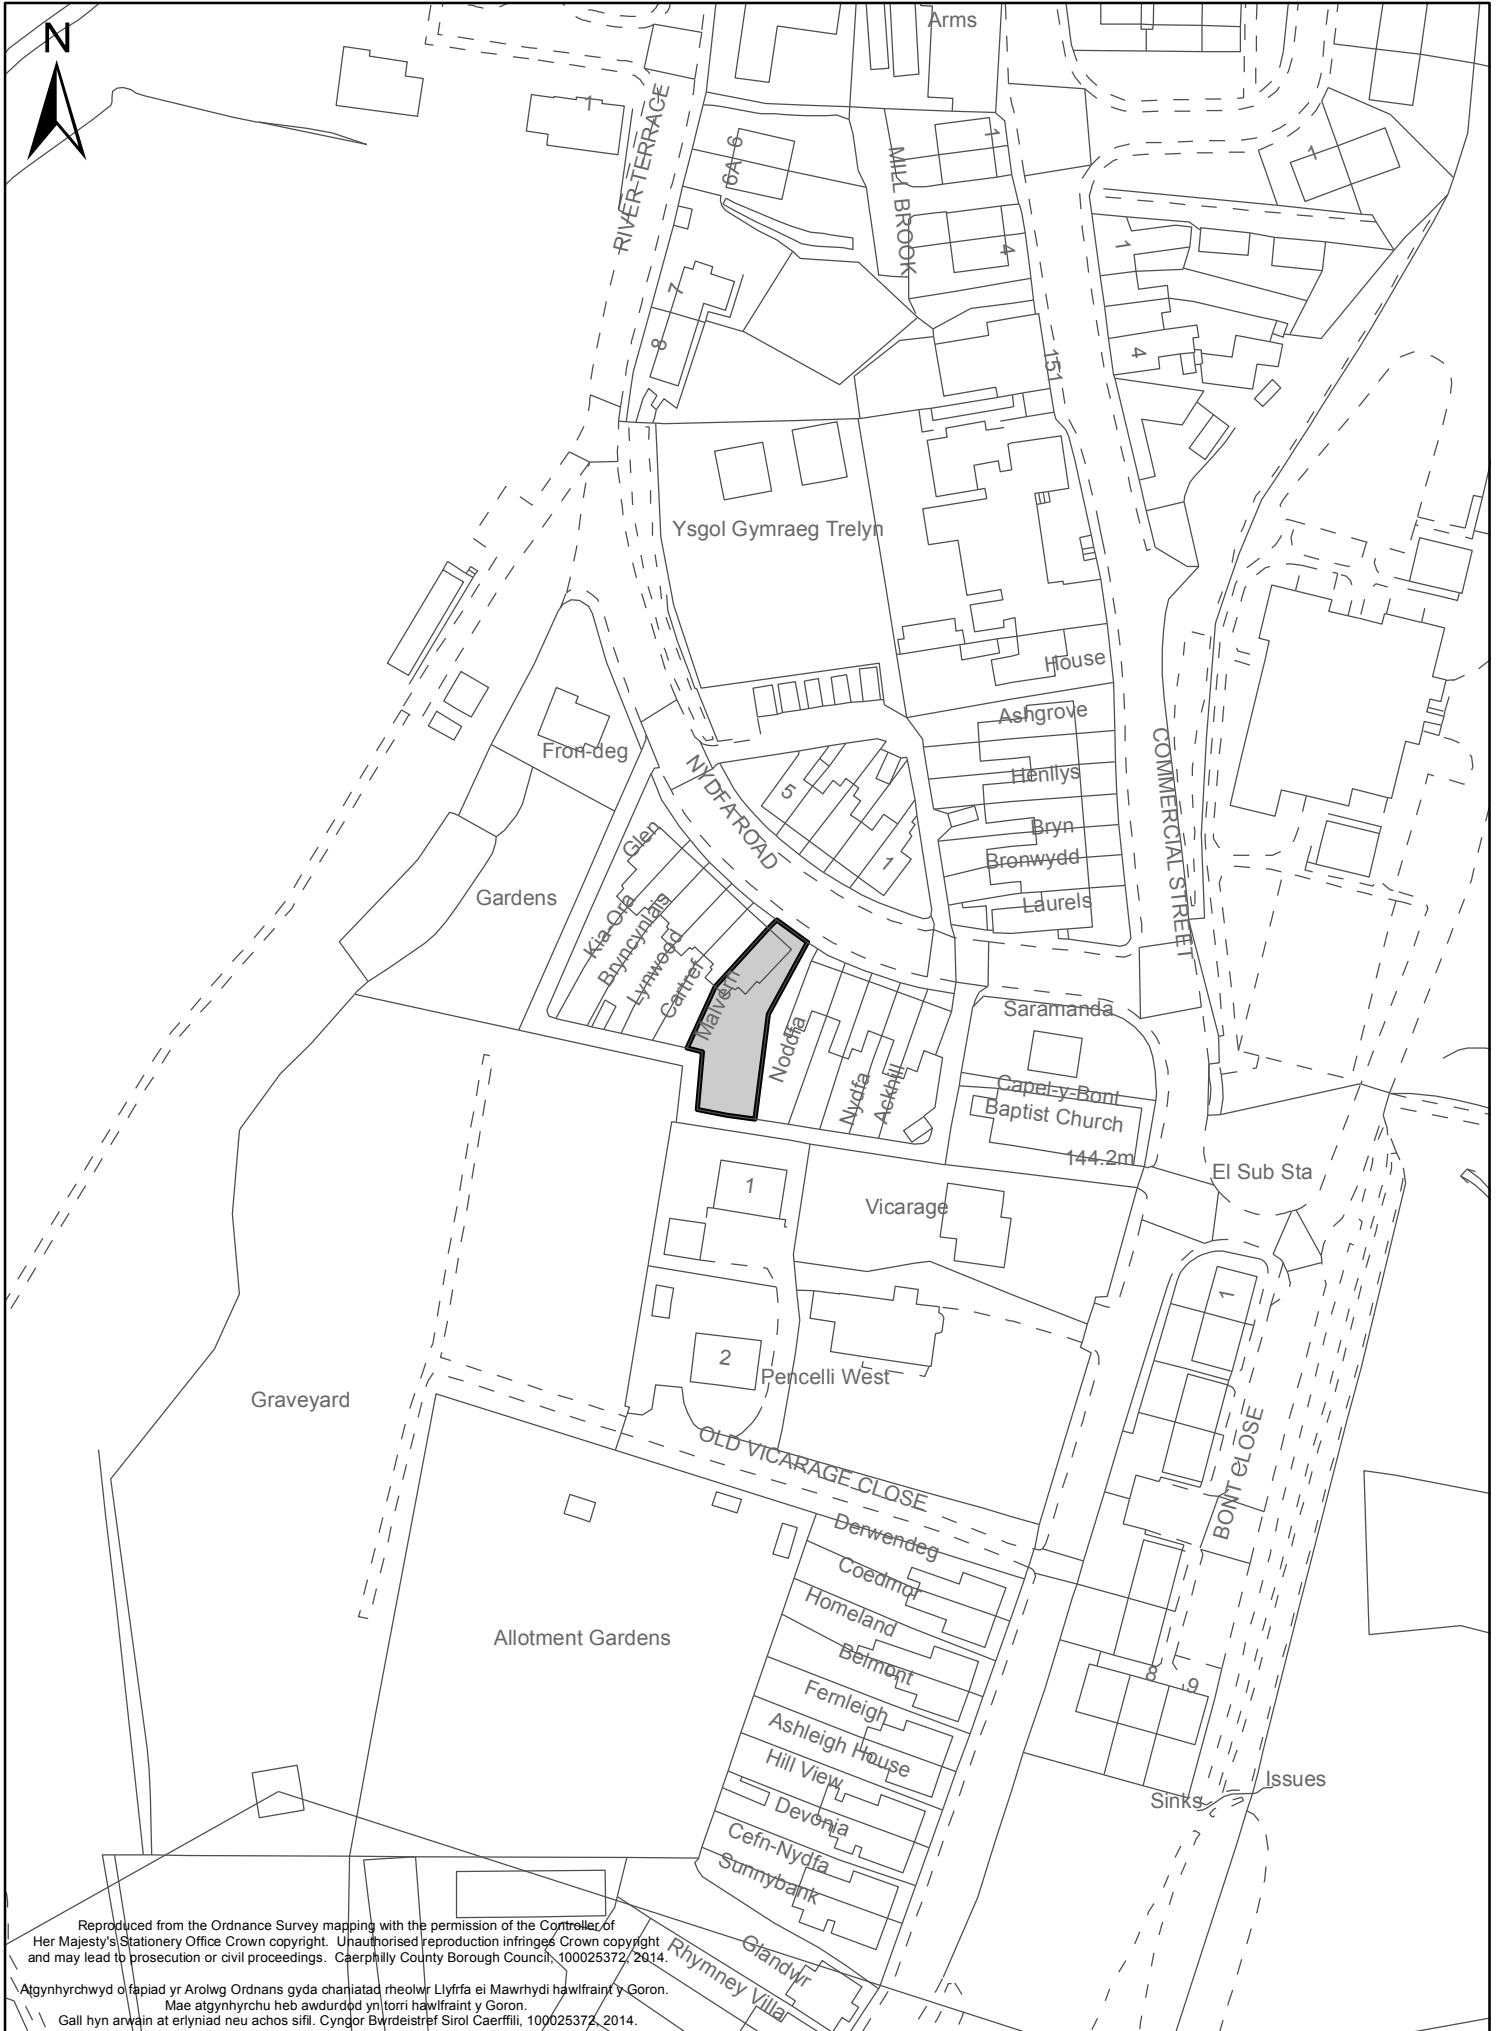 N
Arms
1
RIVER TERRACE
6
6A
MILL BROOK
1
1
4
1
7
8
151
4
Ysgol Gymraeg Trelyn
House
Ashgrove
Fron-deg
NYDFA ROAD
COMMERCIAL STREET
Henllys
5
Bryn
Glen
1
Bronwydd
Gardens
Laurels
Kia-Ora
Bryncynlais
Lynwood
Cartref
Malvern
Saramanda
Noddfa
Nydfa
Ackhill
Capel-y-Bont
Baptist Church
144.2m
El Sub Sta
1
Vicarage
1
2
Pencelli West
Graveyard
OLD VICARAGE CLOSE
BONT CLOSE
Derwendeg
Coedmor
Homeland
Allotment Gardens
Belmont
8
9
Fernleigh
Ashleigh House
Hill View
Issues
Sinks
Devonia
Cefn-Nydfa
Sunnybank
Glandwr
Rhymney Villa
Reproduced from the Ordnance Survey mapping with the permission of the Controller of
Her Majesty's Stationery Office Crown copyright. Unauthorised reproduction infringes Crown copyright
and may lead to prosecution or civil proceedings. Caerphilly County Borough Council, 100025372, 2014.
Atgynhyrchwyd o fapiad yr Arolwg Ordnans gyda chaniatad rheolwr Llyfrfa ei Mawrhydi hawlfraint y Goron.
Mae atgynhyrchu heb awdurdod yn torri hawlfraint y Goron.
Gall hyn arwain at erlyniad neu achos sifil. Cyngor Bwrdeistref Sirol Caerffili, 100025372, 2014.